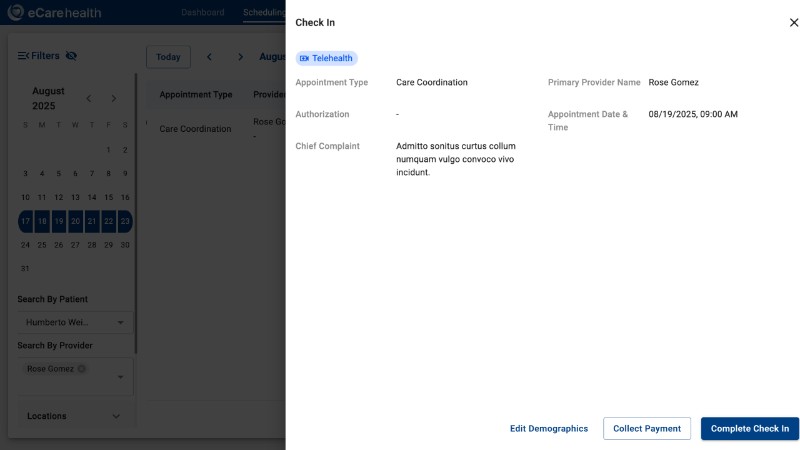 eCarehealth
Dashboard
Scheduling
Filters
Today
August
August
2025
S M T W T F S
1 2
3 4 5 6 7 8 9
10 11 12 13 14 15 16
17 18 19 20 21 22 23
24 25 26 27 28 29 30
31
Search By Patient
Humberto Wei...
Search By Provider
Rose Gomez
Locations
Appointment Type
Provider
Care Coordination
Rose Go
-
Check In
Telehealth
Appointment Type
Care Coordination
Primary Provider Name
Rose Gomez
Authorization
-
Appointment Date &
Time
08/19/2025, 09:00 AM
Chief Complaint
Admitto sonitus curtus collum
numquam vulgo convoco vivo
incidunt.
Edit Demographics
Collect Payment
Complete Check In